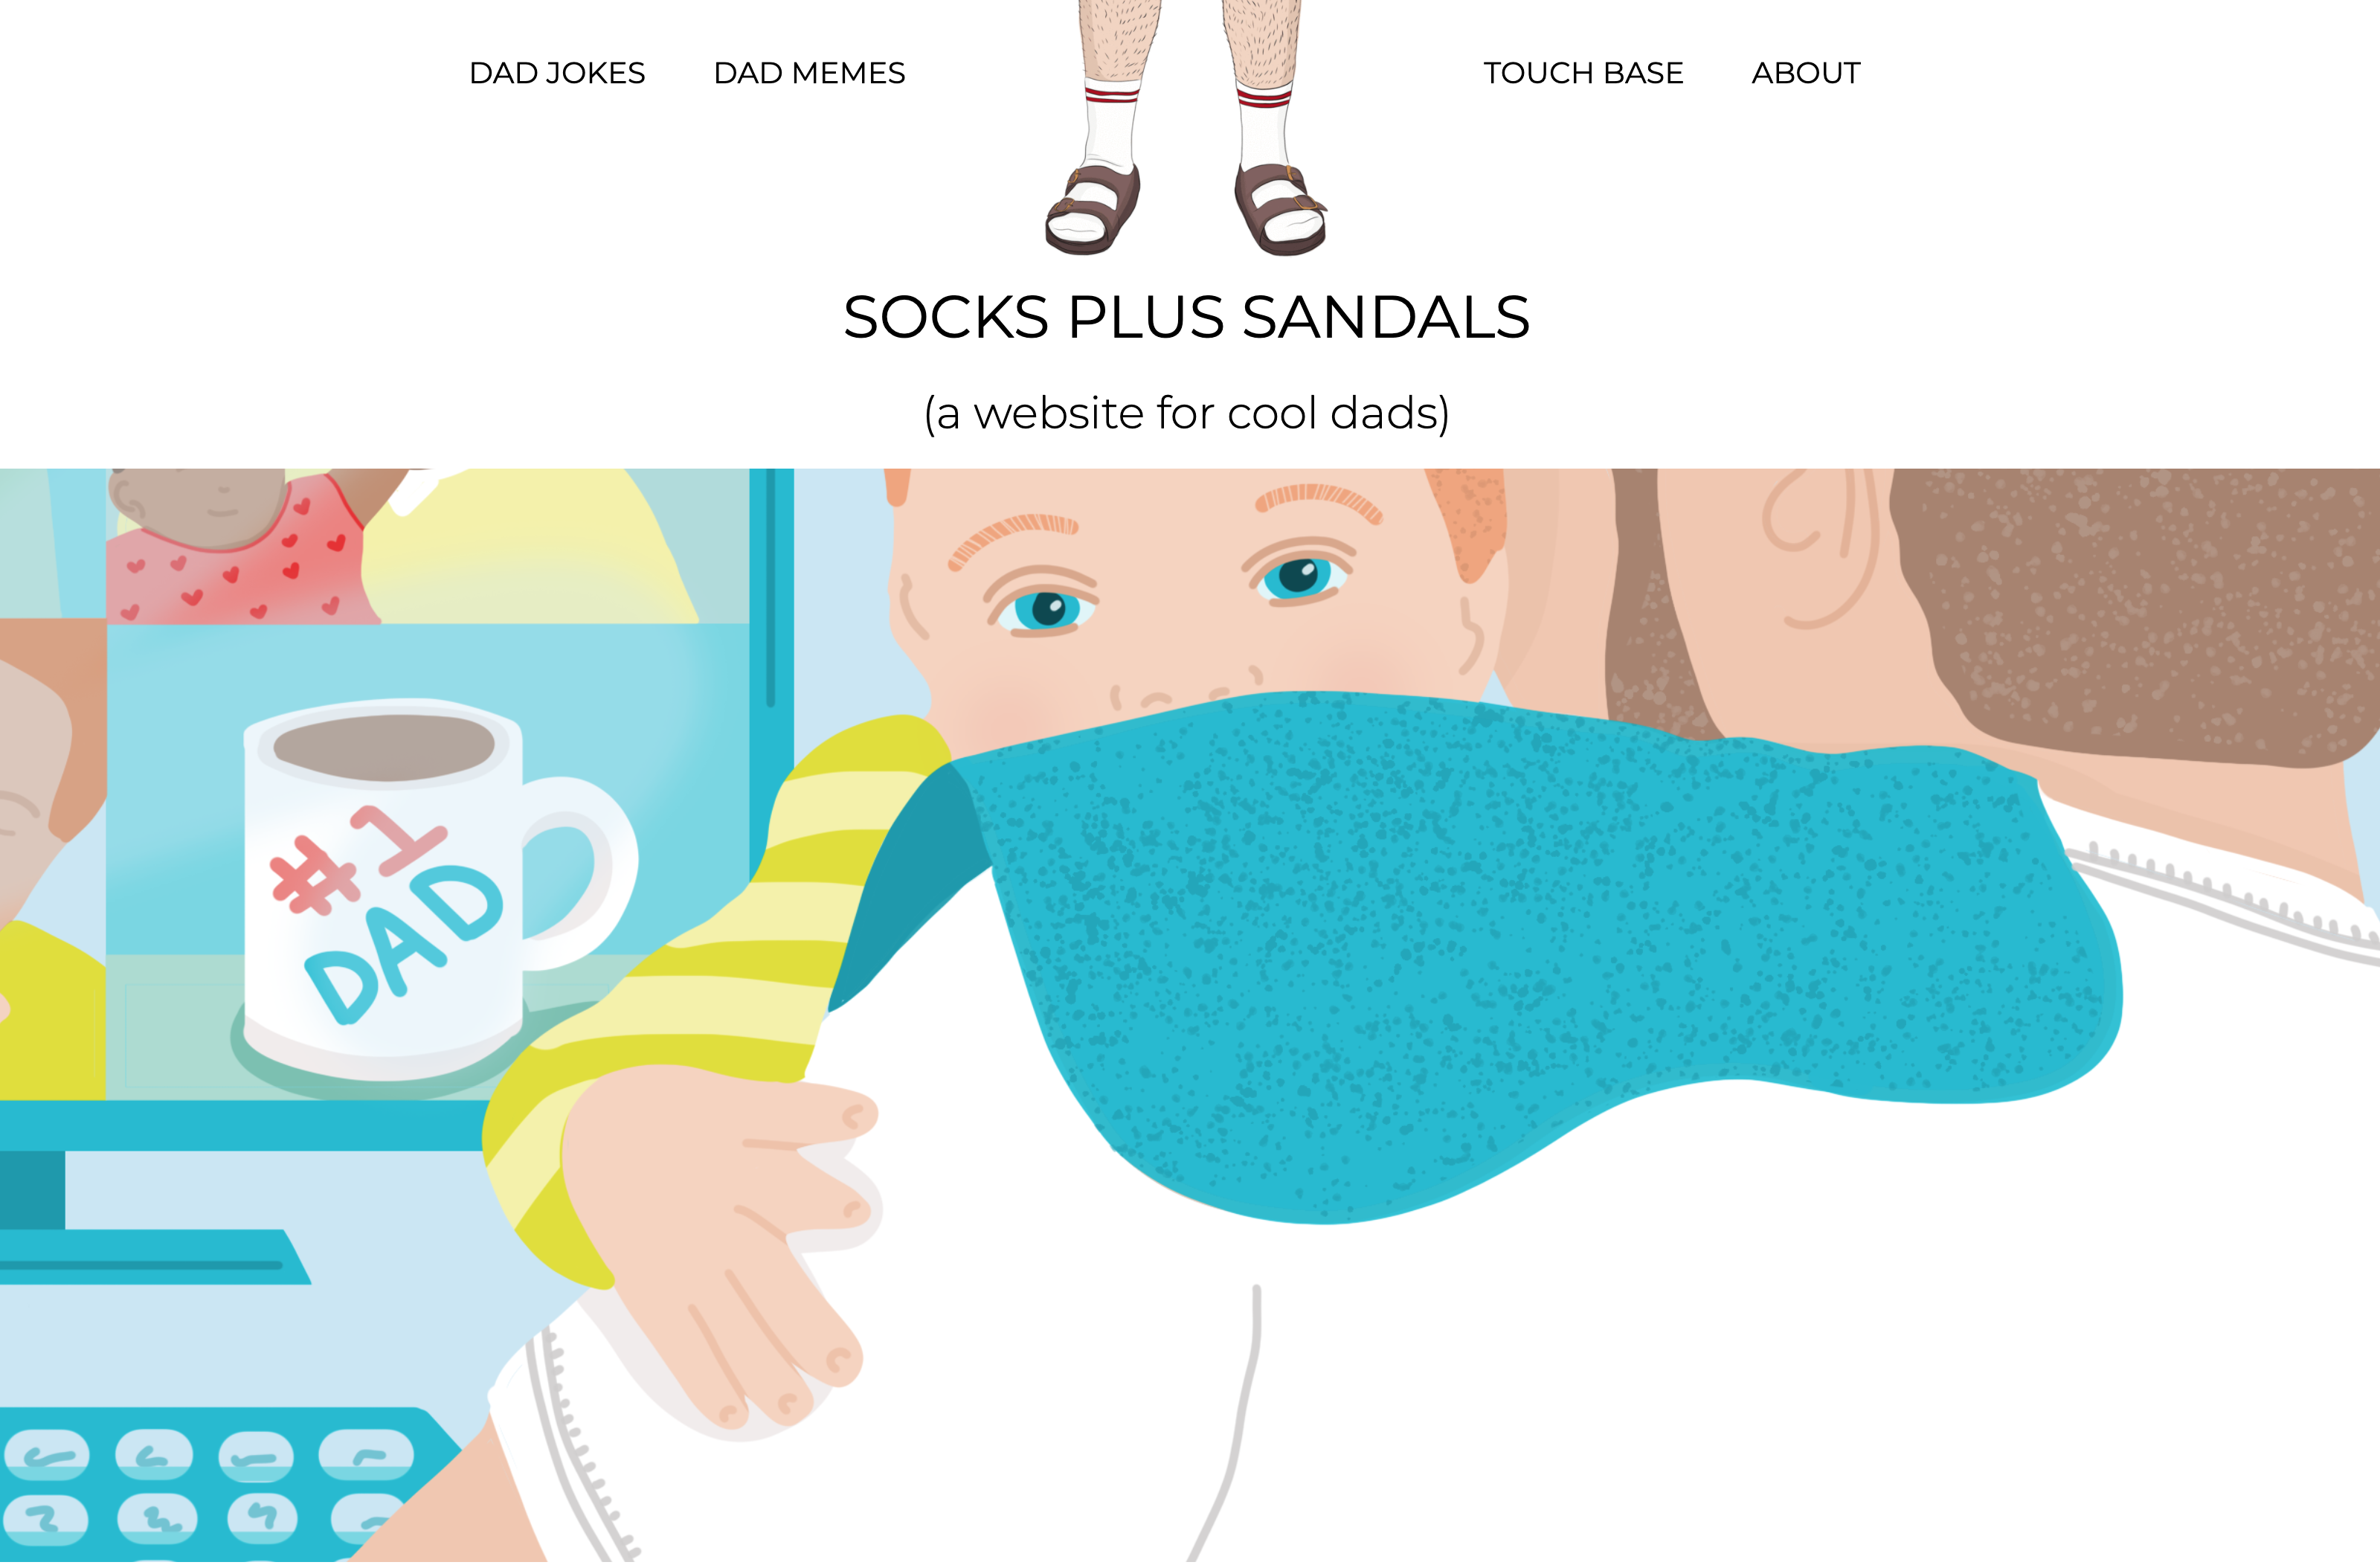 DAD JOKES
DAD MEMES
TOUCH BASE
ABOUT
SOCKS PLUS SANDALS
(a website for cool dads)
#1
DAD